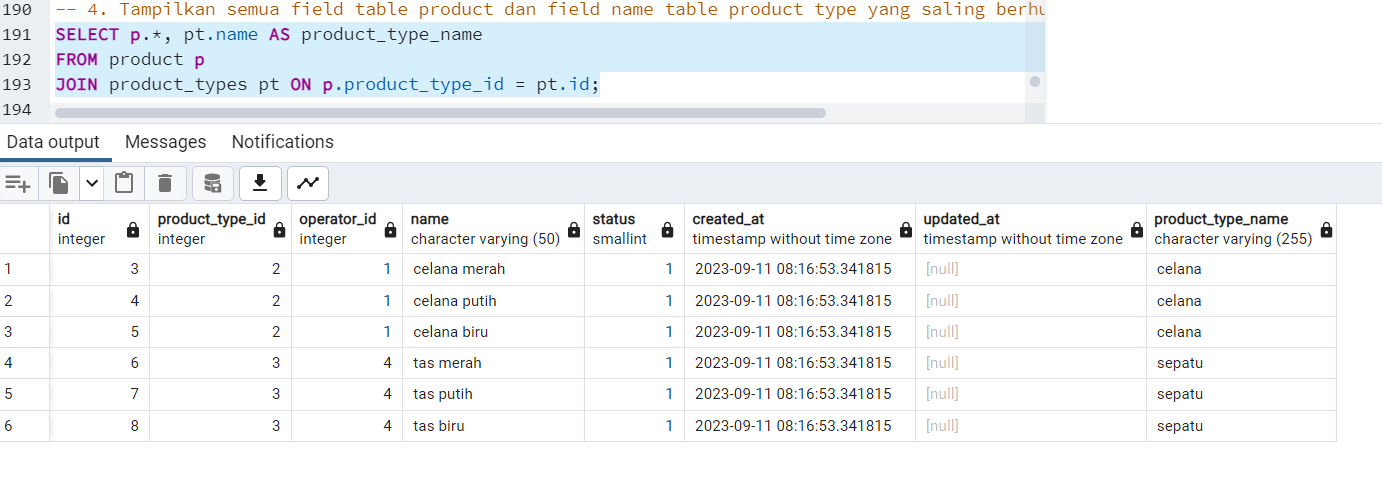 190 -- 4. Tampilkan semua field table product dan field name table product type yang saling
191 SELECT p.*, pt.name AS product_type_name
192 FROM product p
193 JOIN product_types pt ON p.product_type_id = pt.id;
194
Data output Messages Notifications
id product_type_id operator_id name status created_at updated_at product_type_name
integer integer integer character varying (50) smallint timestamp without time zone timestamp without time zone character varying (255)
1 3 2 1 celana merah 1 2023-09-11 08:16:53.341815 [null] celana
2 4 2 1 celana putih 1 2023-09-11 08:16:53.341815 [null] celana
3 5 2 1 celana biru 1 2023-09-11 08:16:53.341815 [null] celana
4 6 3 4 tas merah 1 2023-09-11 08:16:53.341815 [null] sepatu
5 7 3 4 tas putih 1 2023-09-11 08:16:53.341815 [null] sepatu
6 8 3 4 tas biru 1 2023-09-11 08:16:53.341815 [null] sepatu